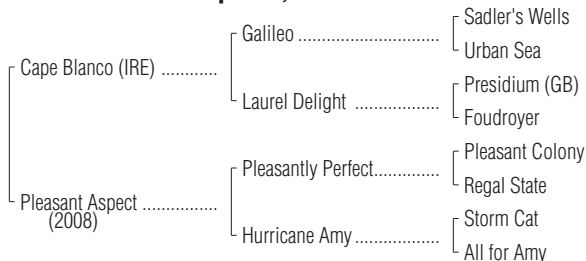 Sadler's Wells
Galileo ..............................
Urban Sea
Cape Blanco (IRE) ............
Presidium (GB)
Laurel Delight ..................
Foudroyer
Pleasant Colony
Pleasantly Perfect..............
Regal State
Pleasant Aspect ................
(2008)
Storm Cat
Hurricane Amy ..................
All for Amy